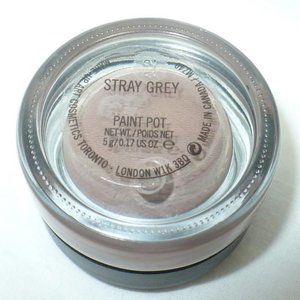 STRAY GREY
PAINT POT
NET WT./POIDS NET
5 g/0.17 US OZ. ℮
ART COSMETICS TORONTO · LONDON W1K 3BQ
MADE IN CANADA /